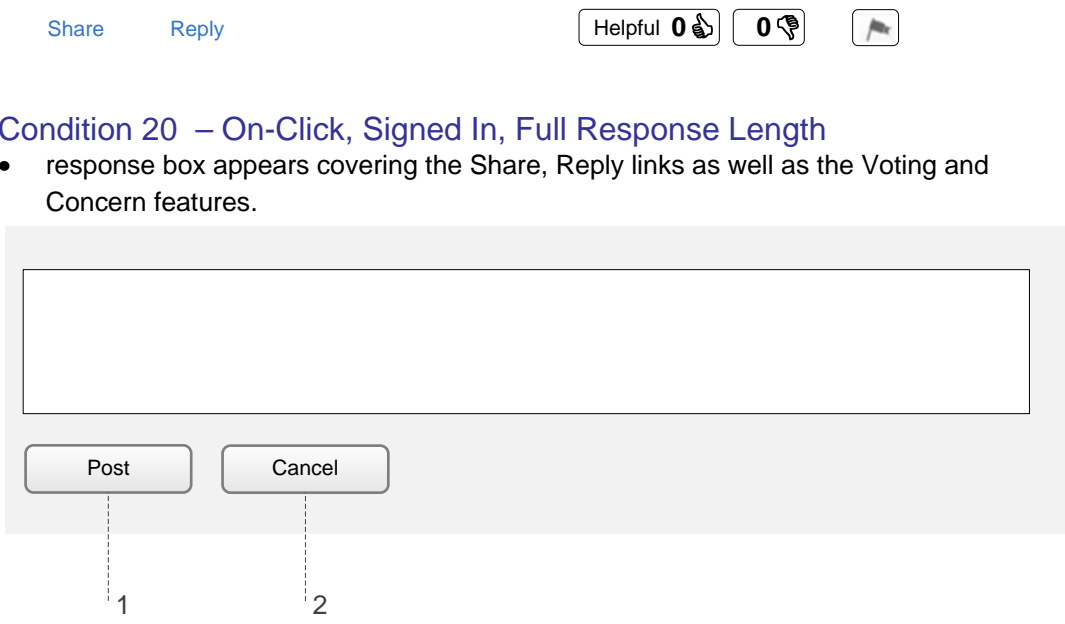 Share Reply Helpful 0 0
Condition 20 – On-Click, Signed In, Full Response Length
• response box appears covering the Share, Reply links as well as the Voting and
Concern features.
Post Cancel
1 2